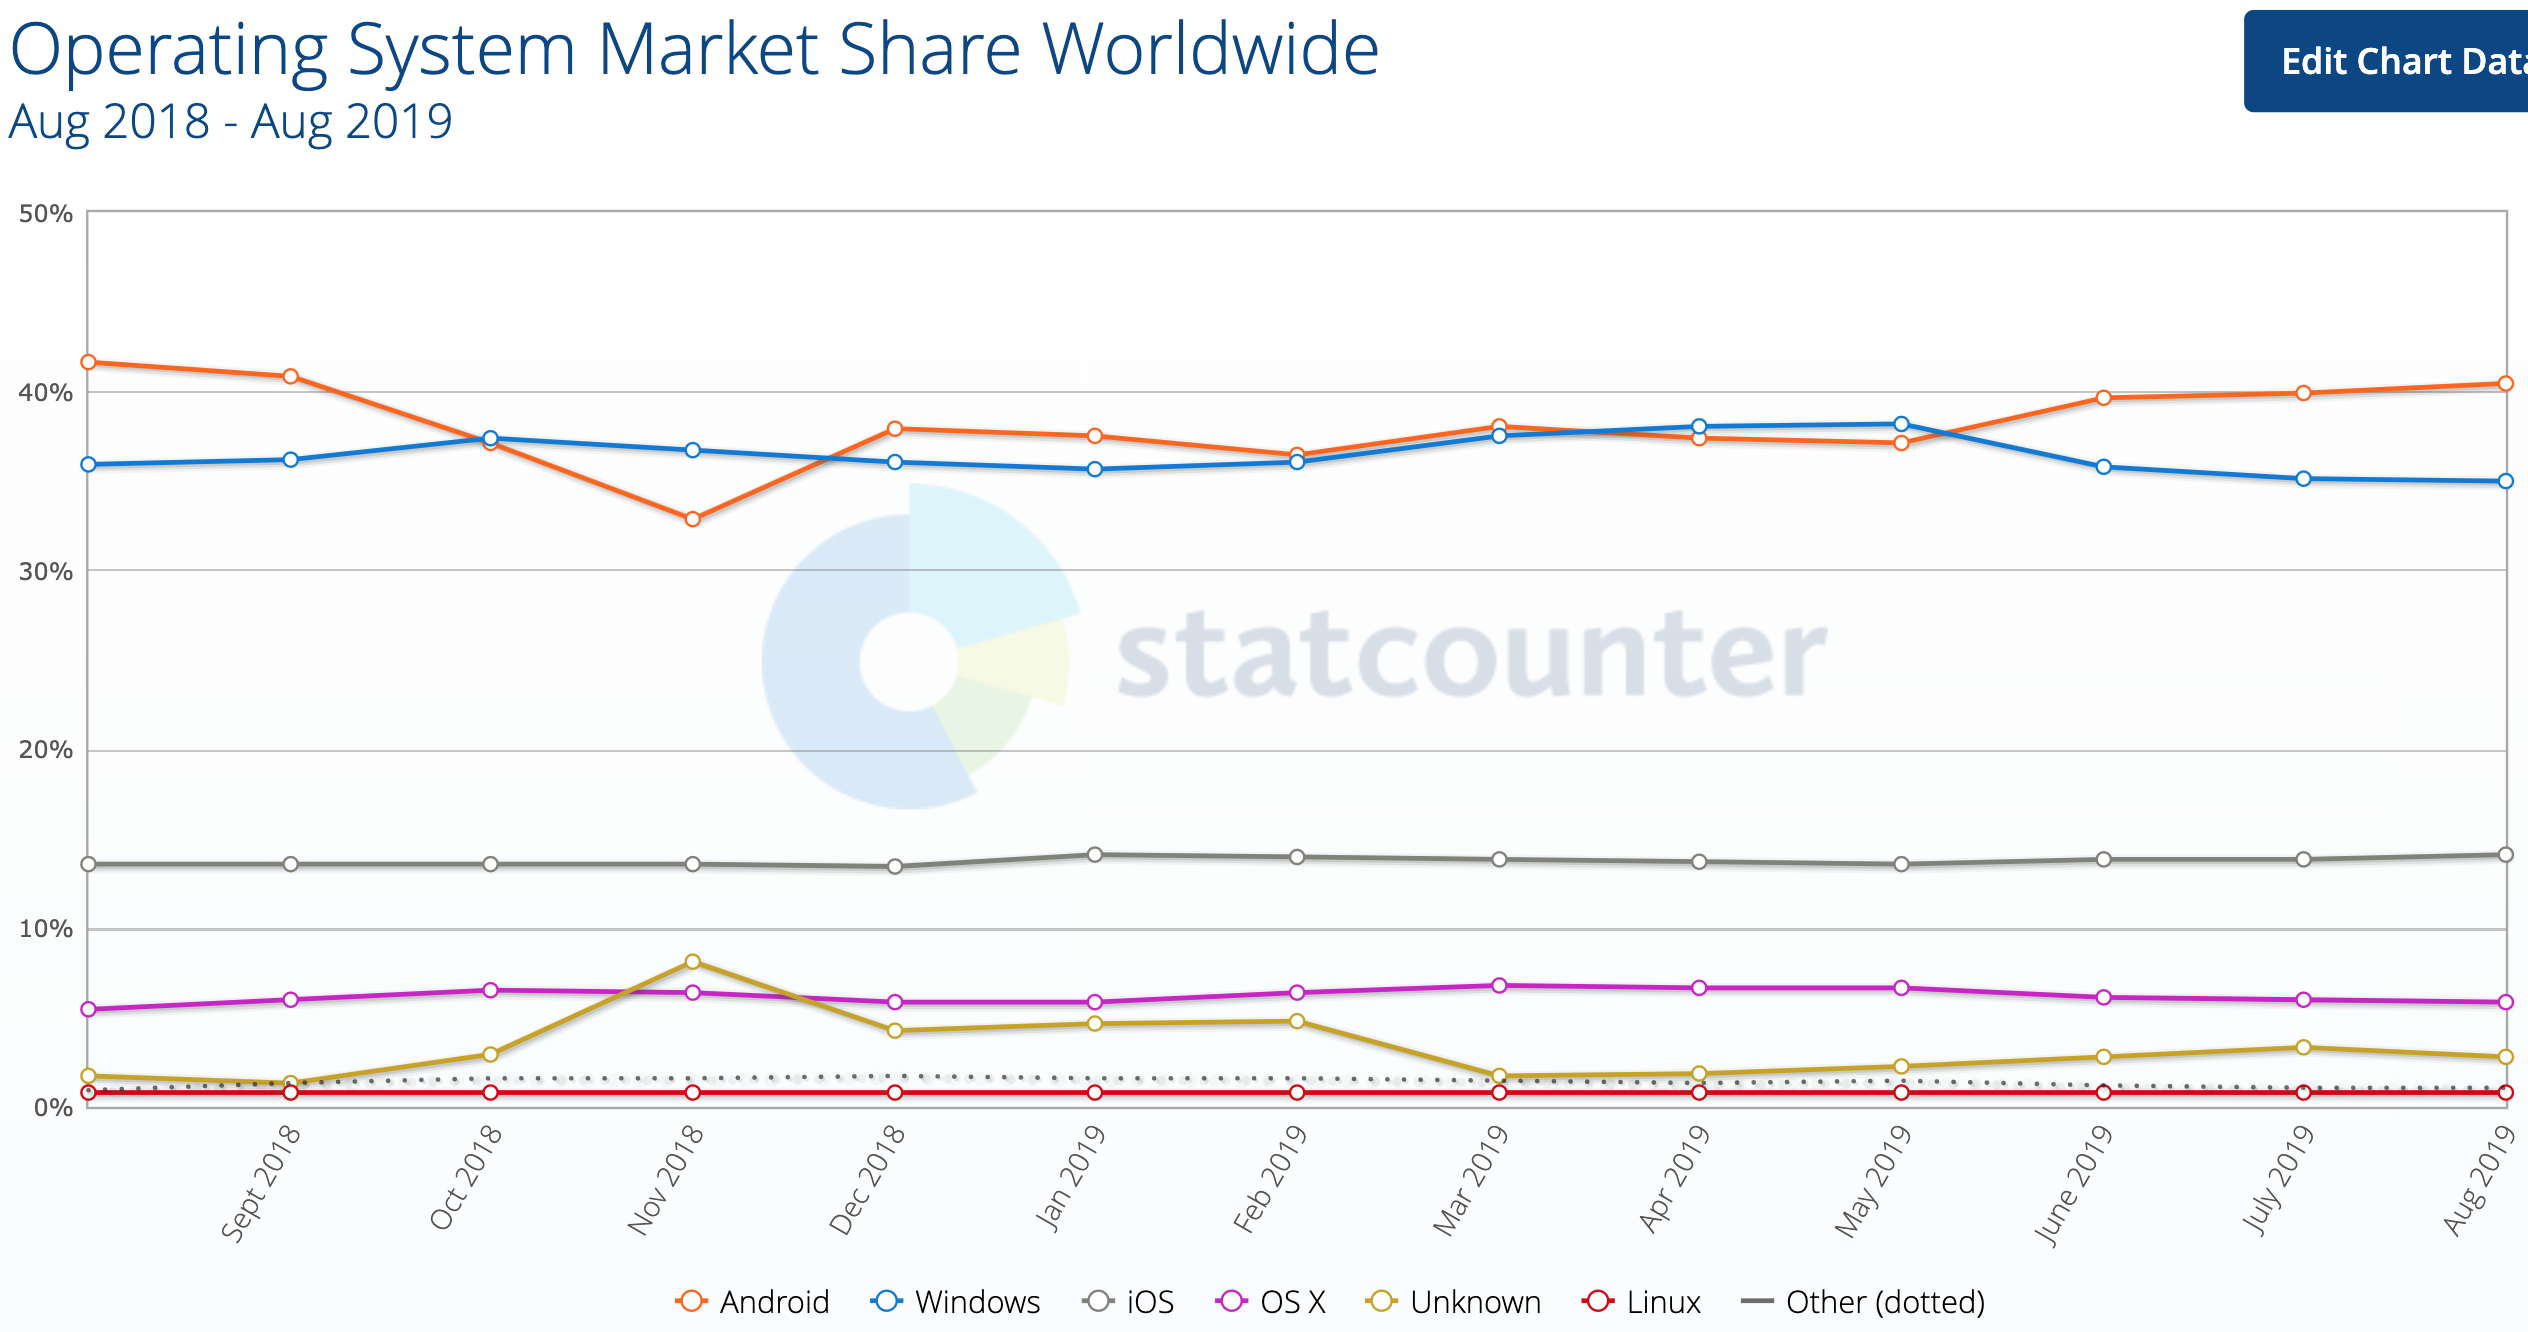 Operating System Market Share Worldwide
Edit Chart Data
Aug 2018 - Aug 2019
50%
40%
30%
20%
10%
0%
statcounter
Sept 2018
Oct 2018
Nov 2018
Dec 2018
Jan 2019
Feb 2019
Mar 2019
Apr 2019
May 2019
June 2019
July 2019
Aug 2019
Android Windows iOS OS X Unknown Linux Other (dotted)